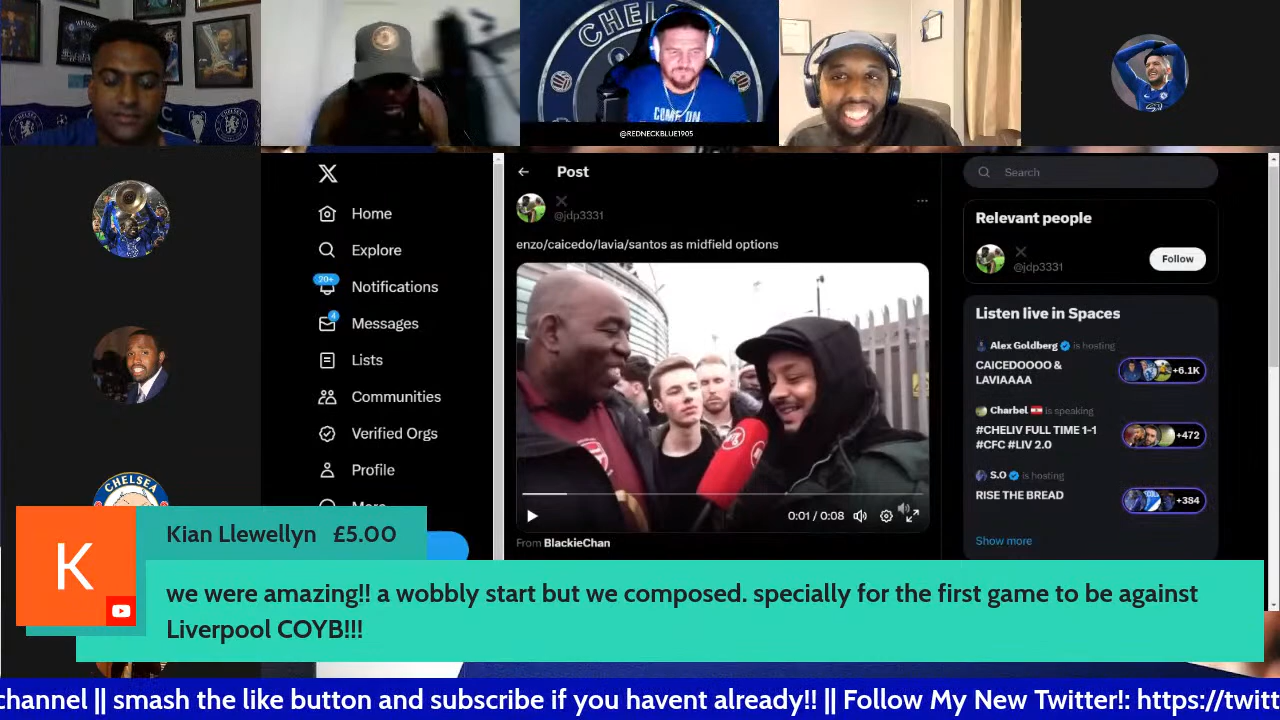 CHELS
COME ON
@REDNECKBLUE1905
X
Home
Explore
20+
Notifications
4
Messages
Lists
Communities
Verified Orgs
Profile
More
Post
@jdp3331
enzo/caicedo/lavia/santos as midfield options
0:01 / 0:08
From BlackieChan
Search
Relevant people
@jdp3331
Follow
Listen live in Spaces
Alex Goldberg is hosting
CAICEDOOOO &
LAVIAAAA
+6.1K
Charbel is speaking
#CHELIV FULL TIME 1-1
#CFC #LIV 2.0
+472
S.O is hosting
RISE THE BREAD
+384
Show more
CHELSEA
K
Kian Llewellyn £5.00
we were amazing!! a wobbly start but we composed. specially for the first game to be against
Liverpool COYB!!!
channel || smash the like button and subscribe if you havent already!! || Follow My New Twitter!: https://twitt